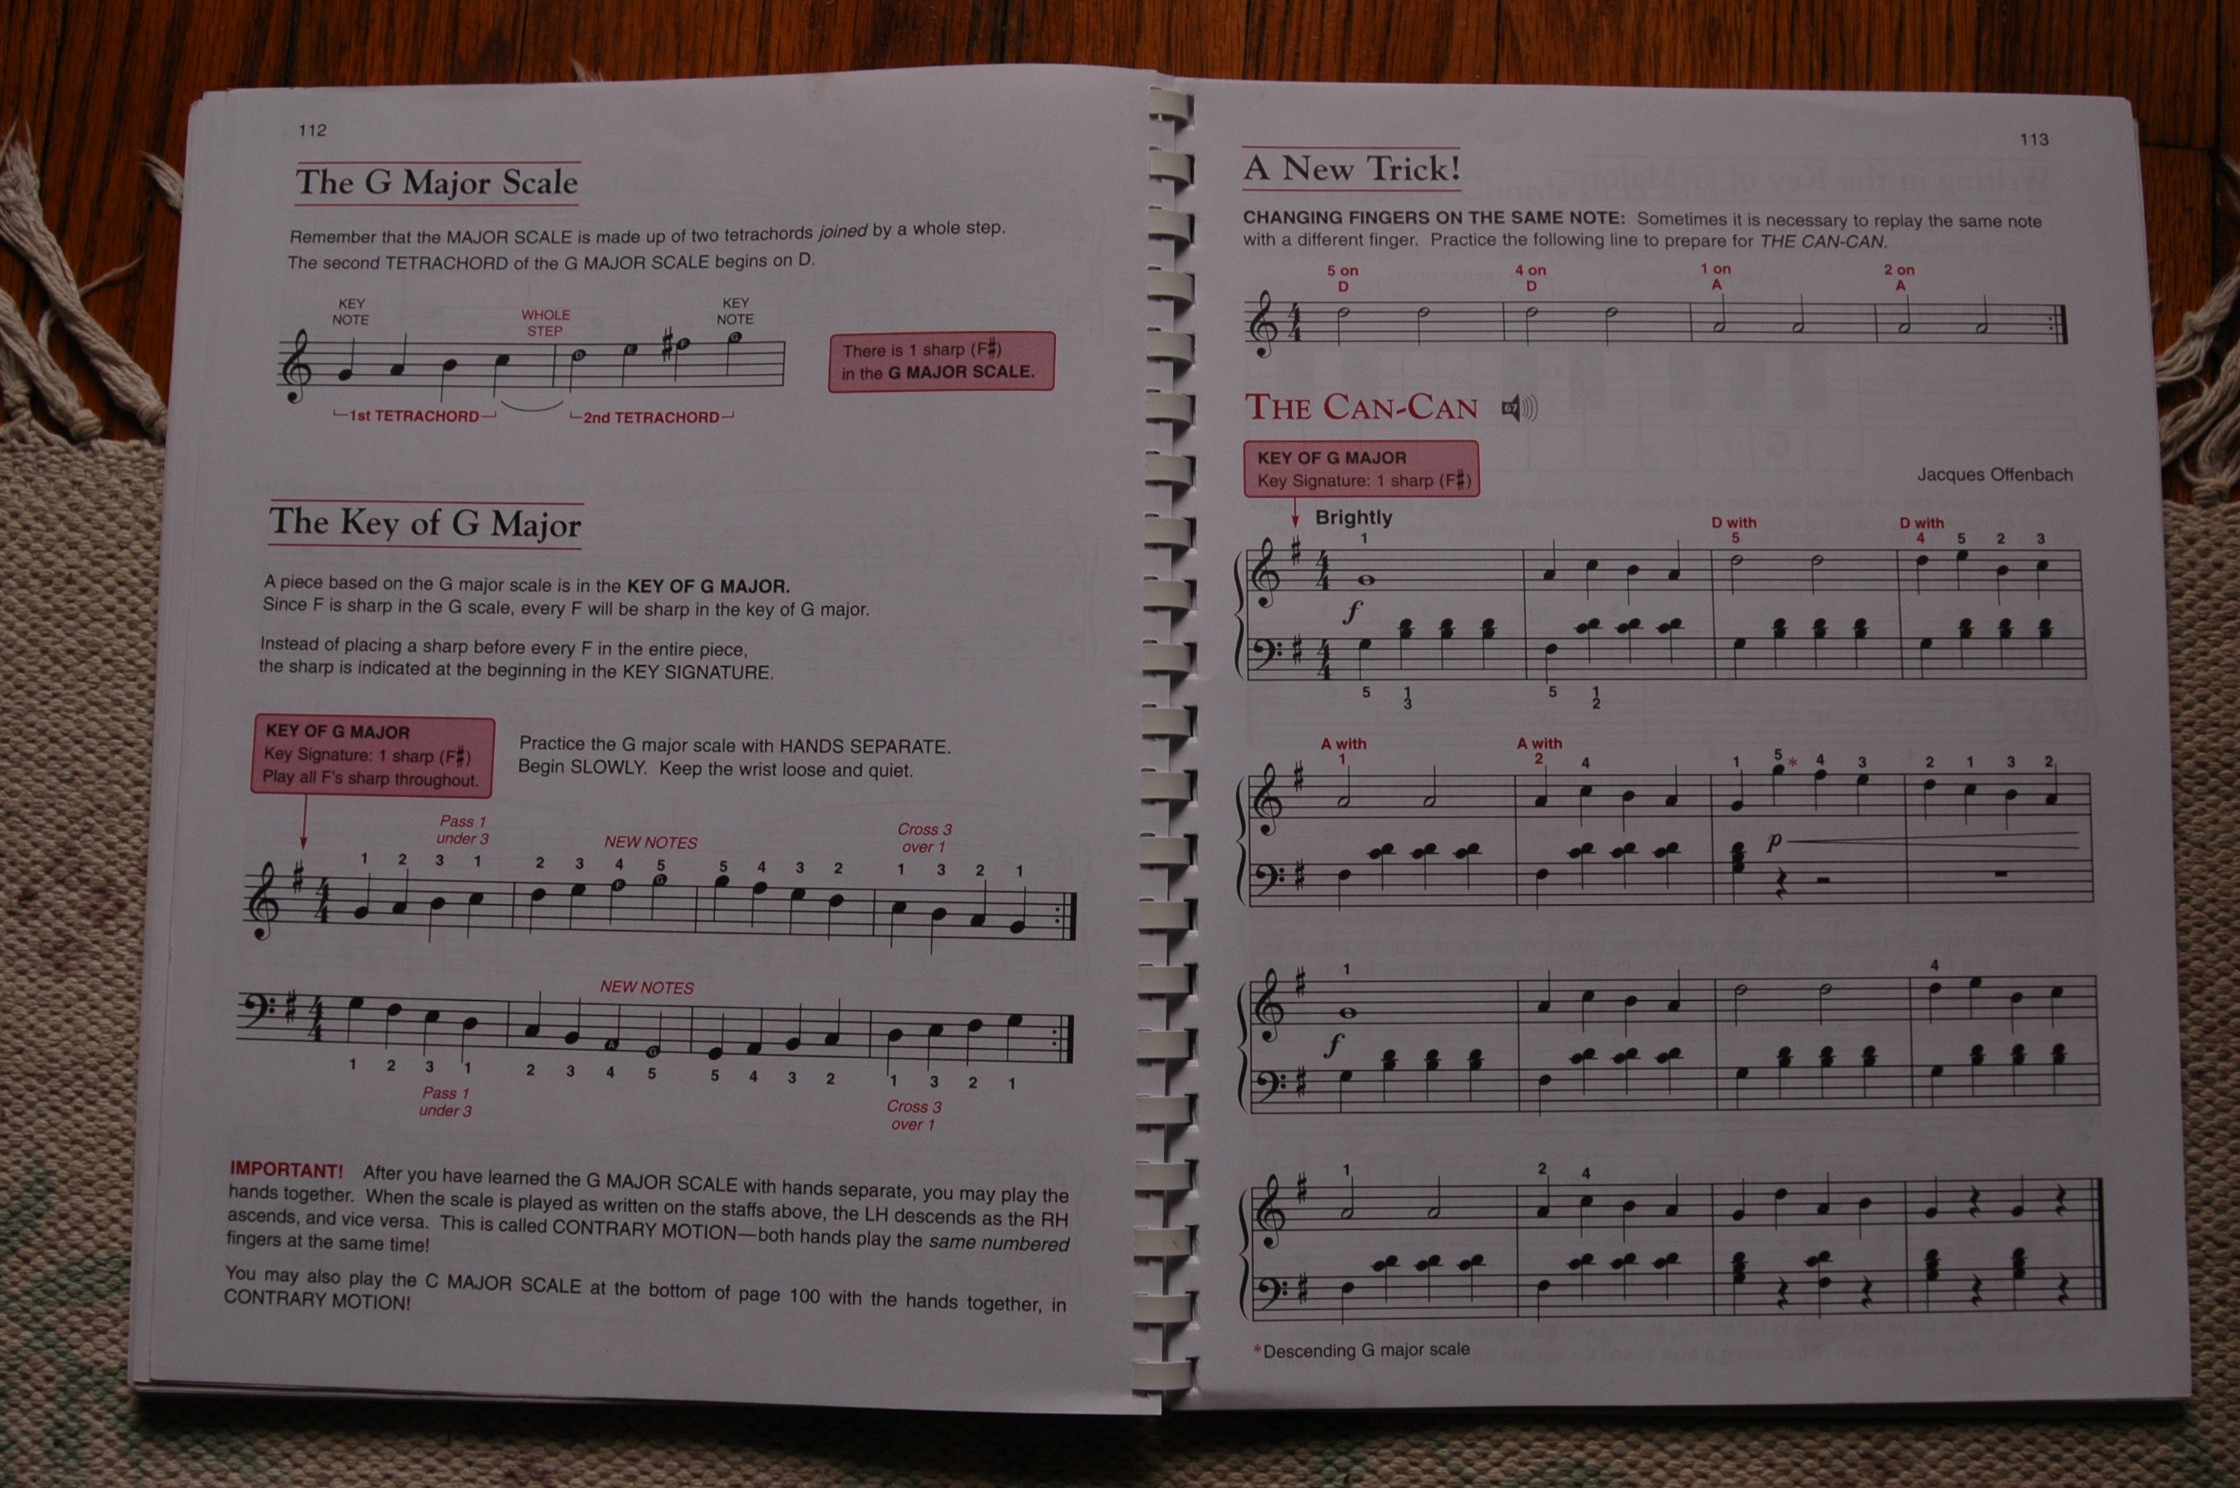 112
The G Major Scale
Remember that the MAJOR SCALE is made up of two tetrachords joined by a whole step.
The second TETRACHORD of the G MAJOR SCALE begins on D.
KEY NOTE
WHOLE STEP
KEY NOTE
1st TETRACHORD
2nd TETRACHORD
There is 1 sharp (F♯)
in the G MAJOR SCALE.
The Key of G Major
A piece based on the G major scale is in the KEY OF G MAJOR.
Since F is sharp in the G scale, every F will be sharp in the key of G major.
Instead of placing a sharp before every F in the entire piece,
the sharp is indicated at the beginning in the KEY SIGNATURE.
KEY OF G MAJOR
Key Signature: 1 sharp (F♯)
Play all F's sharp throughout.
Practice the G major scale with HANDS SEPARATE.
Begin SLOWLY. Keep the wrist loose and quiet.
Pass 1
under 3
NEW NOTES
Cross 3
over 1
1 2 3 1 2 3 4 5 5 4 3 2 1 3 2 1
4 4
G
NEW NOTES
4 4
A G
1 2 3 1 2 3 4 5 5 4 3 2 1 3 2 1
Pass 1
under 3
Cross 3
over 1
IMPORTANT! After you have learned the G MAJOR SCALE with hands separate, you may play the
hands together. When the scale is played as written on the staffs above, the LH descends as the RH
ascends, and vice versa. This is called CONTRARY MOTION—both hands play the same numbered
fingers at the same time!
You may also play the C MAJOR SCALE at the bottom of page 100 with the hands together, in
CONTRARY MOTION!
113
A New Trick!
CHANGING FINGERS ON THE SAME NOTE: Sometimes it is necessary to replay the same note
with a different finger. Practice the following line to prepare for THE CAN-CAN.
5 on D
4 on D
1 on A
2 on A
4 4
THE CAN-CAN
KEY OF G MAJOR
Key Signature: 1 sharp (F♯)
Jacques Offenbach
Brightly
D with
D with
1 5 4 5 2 3
4 4
f
4 4
5 1 3 5 1 2
A with
A with
1 2 4 1 5* 4 3 2 1 3 2
p
1 4
f
1 2 4
*Descending G major scale